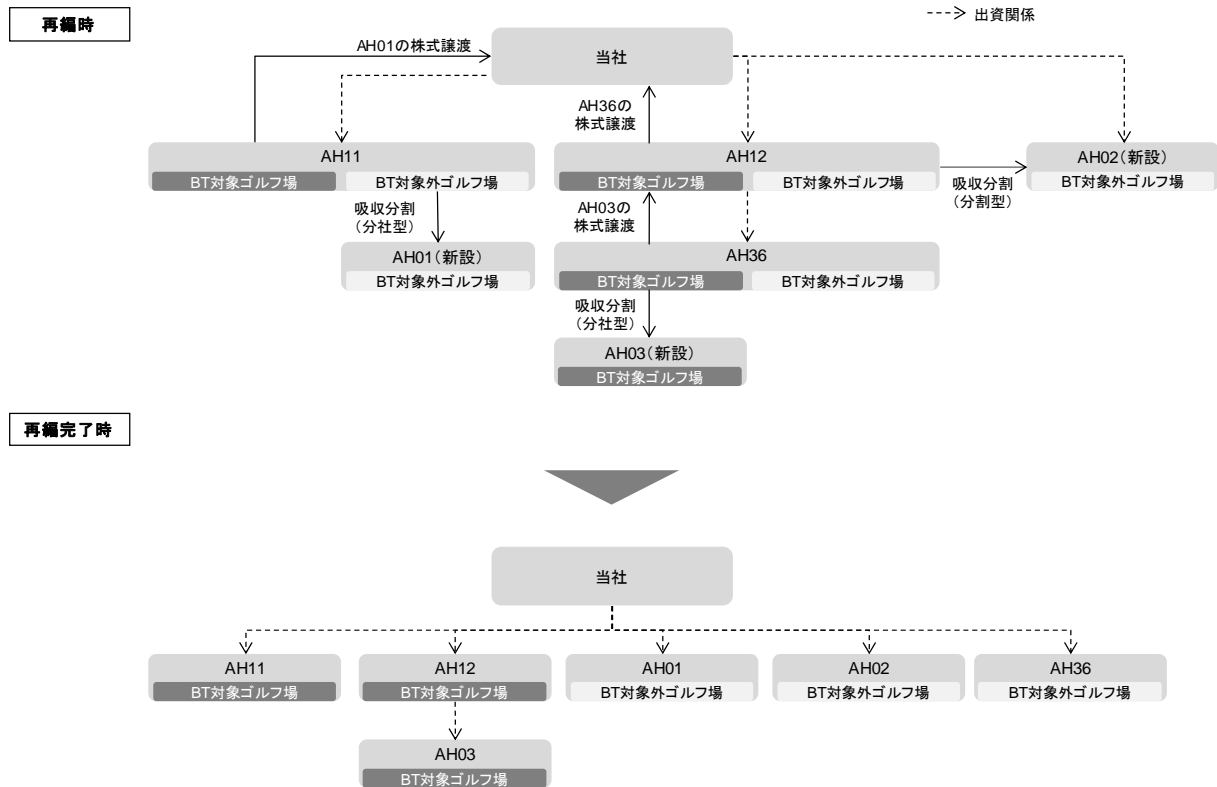 再編時
出資関係
AH01の株式譲渡
当社
AH36の
株式譲渡
AH11
BT対象ゴルフ場
BT対象外ゴルフ場
AH12
BT対象ゴルフ場
BT対象外ゴルフ場
AH02(新設)
BT対象外ゴルフ場
吸収分割
(分割型)
吸収分割
(分社型)
AH03の
株式譲渡
AH01(新設)
BT対象外ゴルフ場
AH36
BT対象ゴルフ場
BT対象外ゴルフ場
吸収分割
(分社型)
AH03(新設)
BT対象ゴルフ場
再編完了時
当社
AH11
BT対象ゴルフ場
AH12
BT対象ゴルフ場
AH01
BT対象外ゴルフ場
AH02
BT対象外ゴルフ場
AH36
BT対象外ゴルフ場
AH03
BT対象ゴルフ場